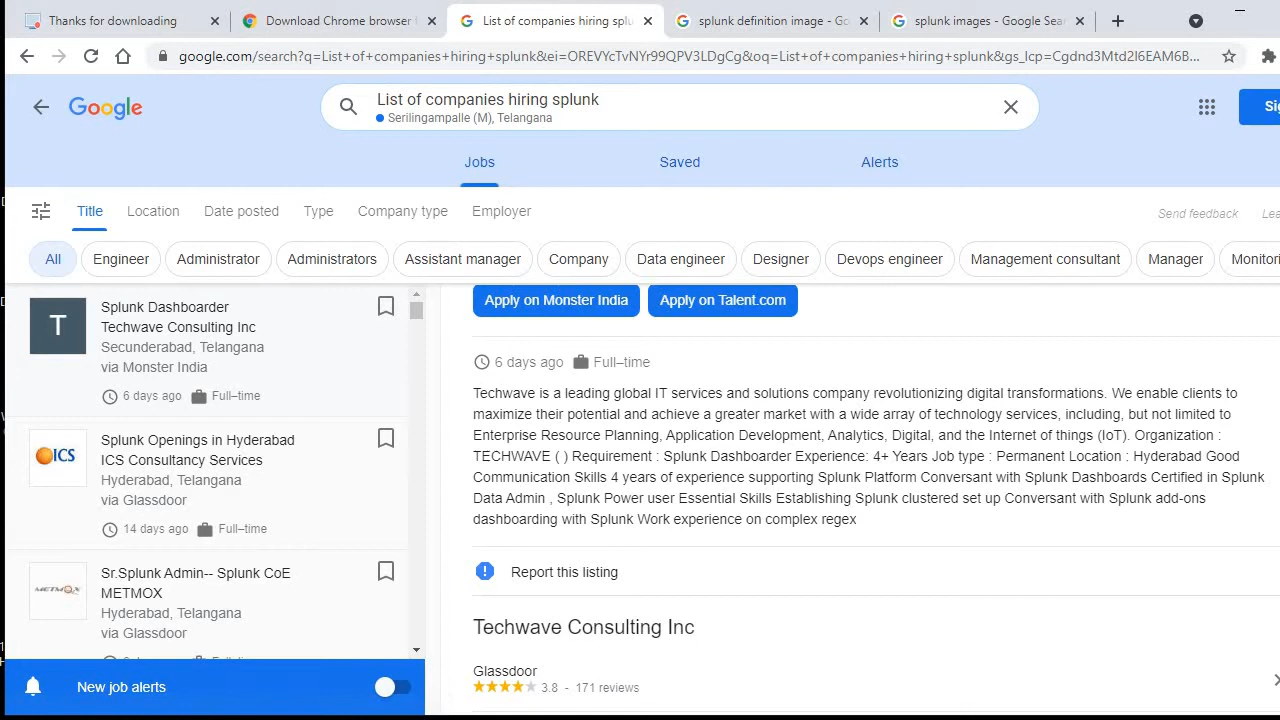 Thanks for downloading
Download Chrome browser
List of companies hiring splu
splunk definition image - Go
splunk images - Google Sea
google.com/search?q=List+of+companies+hiring+splunk&ei=OREVYcTvNYr99QPV3LDgCg&oq=List+of+companies+hiring+splunk&gs_lcp=Cgdnd3Mtd2l6EAM6B...
Google
List of companies hiring splunk
Serilingampalle (M), Telangana
Jobs
Saved
Alerts
Title
Location
Date posted
Type
Company type
Employer
Send feedback
All
Engineer
Administrator
Administrators
Assistant manager
Company
Data engineer
Designer
Devops engineer
Management consultant
Manager
Monitori
T
Splunk Dashboarder
Techwave Consulting Inc
Secunderabad, Telangana
via Monster India
6 days ago
Full–time
ICS
Splunk Openings in Hyderabad
ICS Consultancy Services
Hyderabad, Telangana
via Glassdoor
14 days ago
Full–time
METMOX
Sr.Splunk Admin-- Splunk CoE
METMOX
Hyderabad, Telangana
via Glassdoor
New job alerts
Apply on Monster India
Apply on Talent.com
6 days ago
Full–time
Techwave is a leading global IT services and solutions company revolutionizing digital transformations. We enable clients to
maximize their potential and achieve a greater market with a wide array of technology services, including, but not limited to
Enterprise Resource Planning, Application Development, Analytics, Digital, and the Internet of things (IoT). Organization :
TECHWAVE ( ) Requirement : Splunk Dashboarder Experience: 4+ Years Job type : Permanent Location : Hyderabad Good
Communication Skills 4 years of experience supporting Splunk Platform Conversant with Splunk Dashboards Certified in Splunk
Data Admin , Splunk Power user Essential Skills Establishing Splunk clustered set up Conversant with Splunk add-ons
dashboarding with Splunk Work experience on complex regex
Report this listing
Techwave Consulting Inc
Glassdoor
3.8 - 171 reviews